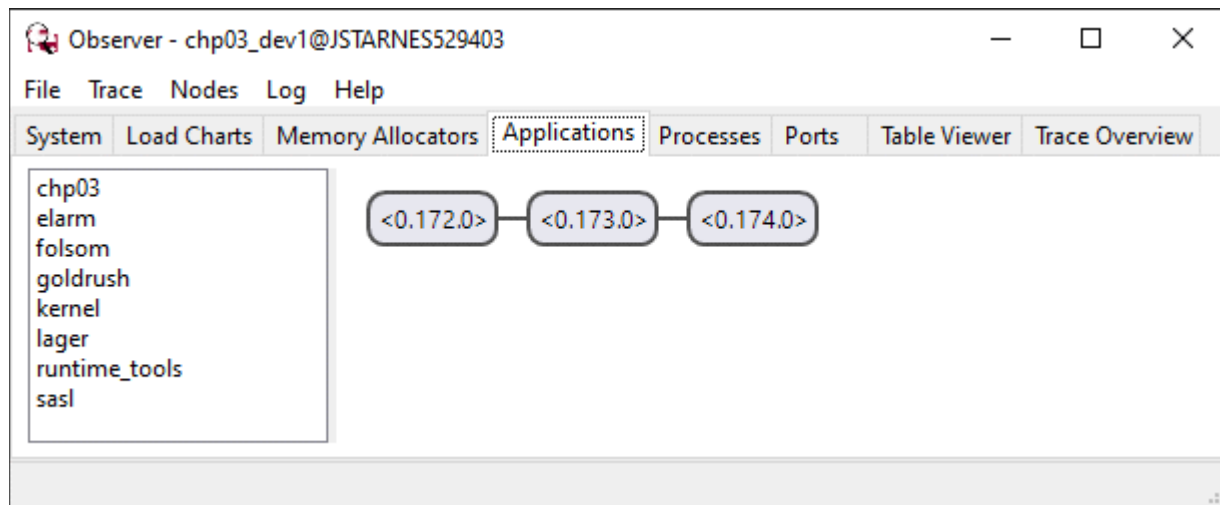 Observer - chp03_dev1@JSTARNES529403
File Trace Nodes Log Help
System Load Charts Memory Allocators Applications Processes Ports Table Viewer Trace Overview
chp03
elarm
folsom
goldrush
kernel
lager
runtime_tools
sasl
<0.172.0> <0.173.0> <0.174.0>